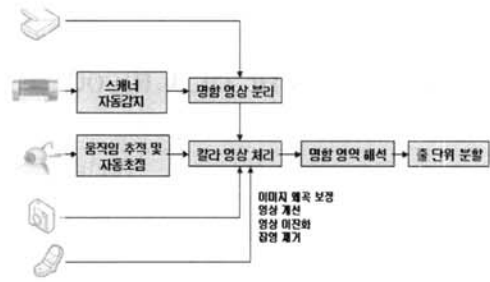 스캐너
자동감지
명함 영상 분리
움직임 추적 및
자동초점
칼라 영상 처리
명함 영역 해석
줄 단위 분할
이미지 왜곡 보정
영상 개선
영상 이진화
잡영 제거